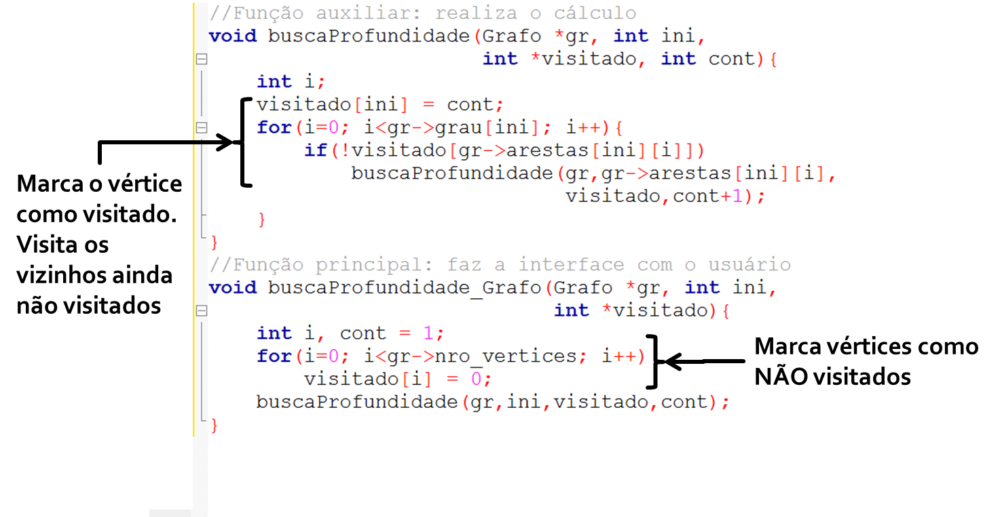 //Função auxiliar: realiza o cálculo
void buscaProfundidade(Grafo *gr, int ini,
int *visitado, int cont){
int i;
visitado[ini] = cont;
for(i=0; i<gr->grau[ini]; i++){
if(!visitado[gr->arestas[ini][i]])
buscaProfundidade(gr,gr->arestas[ini][i],
visitado,cont+1);
}
}
Marca o vértice
como visitado.
Visita os
vizinhos ainda
não visitados
//Função principal: faz a interface com o usuário
void buscaProfundidade_Grafo(Grafo *gr, int ini,
int *visitado){
int i, cont = 1;
for(i=0; i<gr->nro_vertices; i++)
visitado[i] = 0;
buscaProfundidade(gr,ini,visitado,cont);
}
Marca vértices como
NÃO visitados